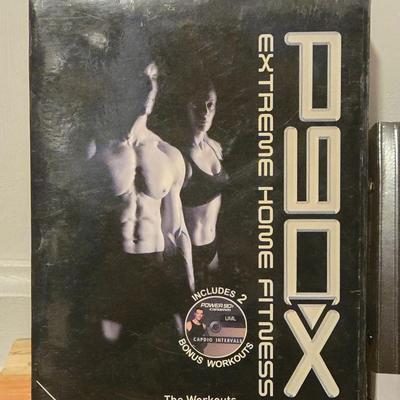 P90X
EXTREME HOME FITNESS
INCLUDES 2
POWER 90
CARDIO INTERVALS
BONUS WORKOUTS
The Workouts